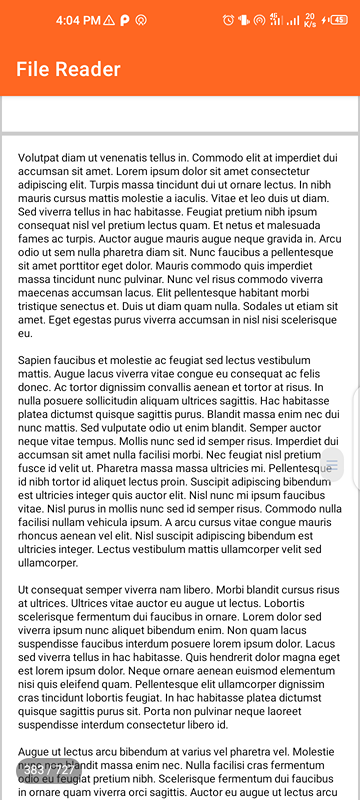 4:04 PM
4G
20
K/s
45
File Reader
Volutpat diam ut venenatis tellus in. Commodo elit at imperdiet dui
accumsan sit amet. Lorem ipsum dolor sit amet consectetur
adipiscing elit. Turpis massa tincidunt dui ut ornare lectus. In nibh
mauris cursus mattis molestie a iaculis. Vitae et leo duis ut diam.
Sed viverra tellus in hac habitasse. Feugiat pretium nibh ipsum
consequat nisl vel pretium lectus quam. Et netus et malesuada
fames ac turpis. Auctor augue mauris augue neque gravida in. Arcu
odio ut sem nulla pharetra diam sit. Nunc faucibus a pellentesque
sit amet porttitor eget dolor. Mauris commodo quis imperdiet
massa tincidunt nunc pulvinar. Nunc vel risus commodo viverra
maecenas accumsan lacus. Elit pellentesque habitant morbi
tristique senectus et. Duis ut diam quam nulla. Sodales ut etiam sit
amet. Eget egestas purus viverra accumsan in nisl nisi scelerisque
eu.
Sapien faucibus et molestie ac feugiat sed lectus vestibulum
mattis. Augue lacus viverra vitae congue eu consequat ac felis
donec. Ac tortor dignissim convallis aenean et tortor at risus. In
nulla posuere sollicitudin aliquam ultrices sagittis. Hac habitasse
platea dictumst quisque sagittis purus. Blandit massa enim nec dui
nunc mattis. Sed vulputate odio ut enim blandit. Semper auctor
neque vitae tempus. Mollis nunc sed id semper risus. Imperdiet dui
accumsan sit amet nulla facilisi morbi. Nec feugiat nisl pretium
fusce id velit ut. Pharetra massa massa ultricies mi. Pellentesque
id nibh tortor id aliquet lectus proin. Suscipit adipiscing bibendum
est ultricies integer quis auctor elit. Nisl nunc mi ipsum faucibus
vitae. Nisl purus in mollis nunc sed id semper risus. Commodo nulla
facilisi nullam vehicula ipsum. A arcu cursus vitae congue mauris
rhoncus aenean vel elit. Nisl suscipit adipiscing bibendum est
ultricies integer. Lectus vestibulum mattis ullamcorper velit sed
ullamcorper.
Ut consequat semper viverra nam libero. Morbi blandit cursus risus
at ultrices. Ultrices vitae auctor eu augue ut lectus. Lobortis
scelerisque fermentum dui faucibus in ornare. Lorem dolor sed
viverra ipsum nunc aliquet bibendum enim. Non quam lacus
suspendisse faucibus interdum posuere lorem ipsum dolor. Lacus
sed viverra tellus in hac habitasse. Quis hendrerit dolor magna eget
est lorem ipsum dolor. Neque ornare aenean euismod elementum
nisi quis eleifend quam. Pellentesque elit ullamcorper dignissim
cras tincidunt lobortis feugiat. In hac habitasse platea dictumst
quisque sagittis purus sit. Porta non pulvinar neque laoreet
suspendisse interdum consectetur libero id.
Augue ut lectus arcu bibendum at varius vel pharetra vel. Molestie
nunc non blandit massa enim nec. Nulla facilisi cras fermentum
odio eu feugiat pretium nibh. Scelerisque fermentum dui faucibus
in ornare quam viverra orci sagittis. Auctor eu augue ut lectus arcu
383 / 727